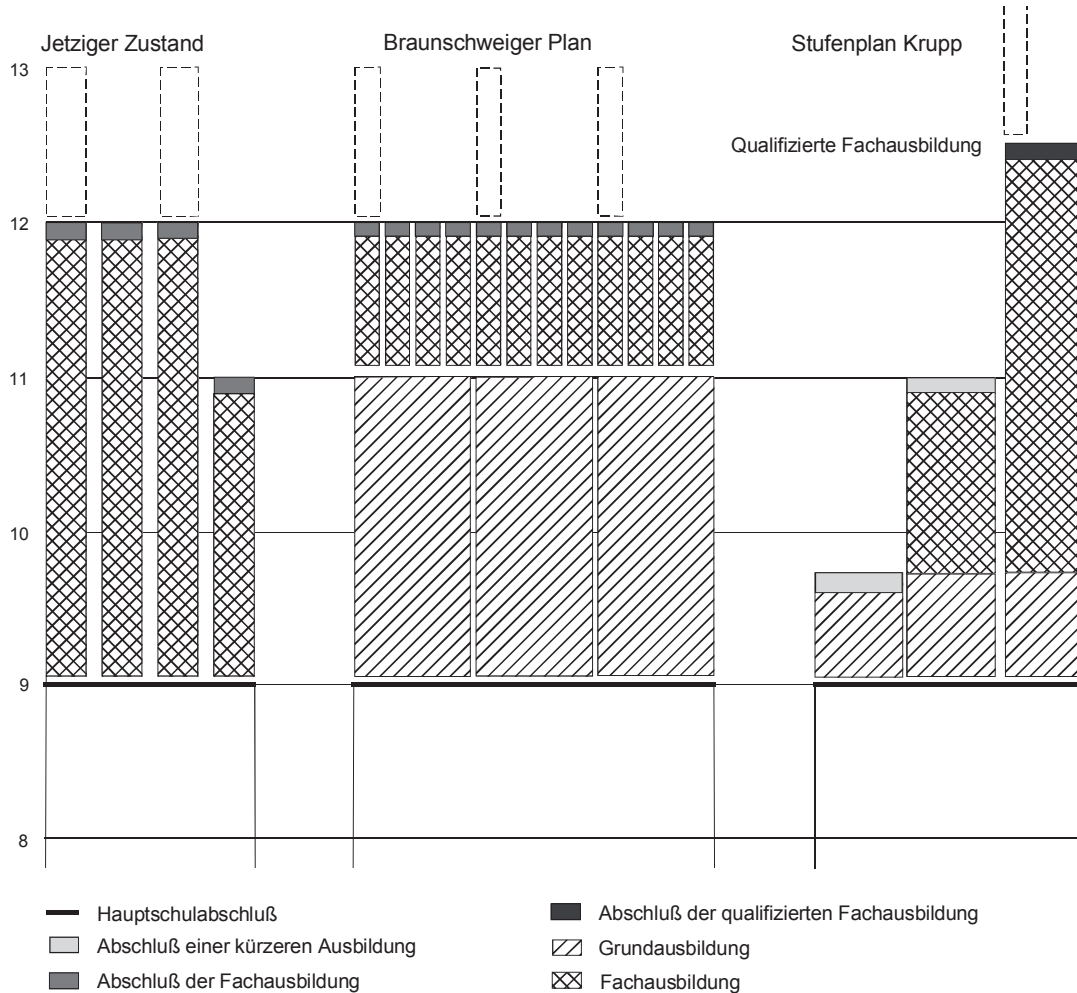 Jetziger Zustand
Braunschweiger Plan
Stufenplan Krupp
13
Qualifizierte Fachausbildung
12
11
10
9
8
Hauptschulabschluß
Abschluß einer kürzeren Ausbildung
Abschluß der Fachausbildung
Abschluß der qualifizierten Fachausbildung
Grundausbildung
Fachausbildung